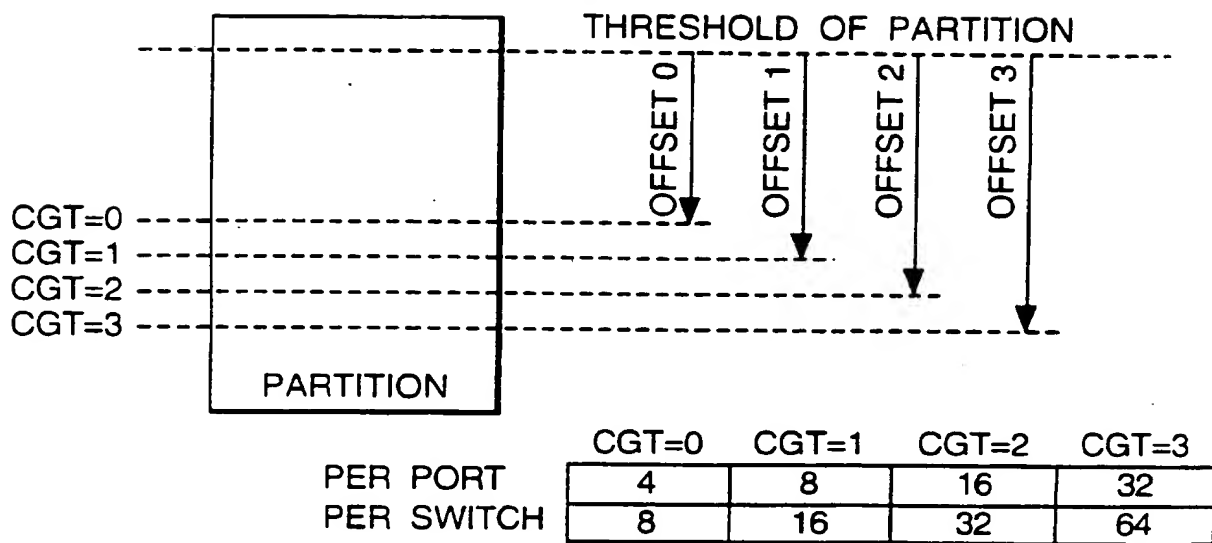 THRESHOLD OF PARTITION
OFFSET 0
OFFSET 1
OFFSET 2
OFFSET 3
CGT=0
CGT=1
CGT=2
CGT=3
PARTITION
CGT=0 CGT=1 CGT=2 CGT=3
PER PORT 4 8 16 32
PER SWITCH 8 16 32 64